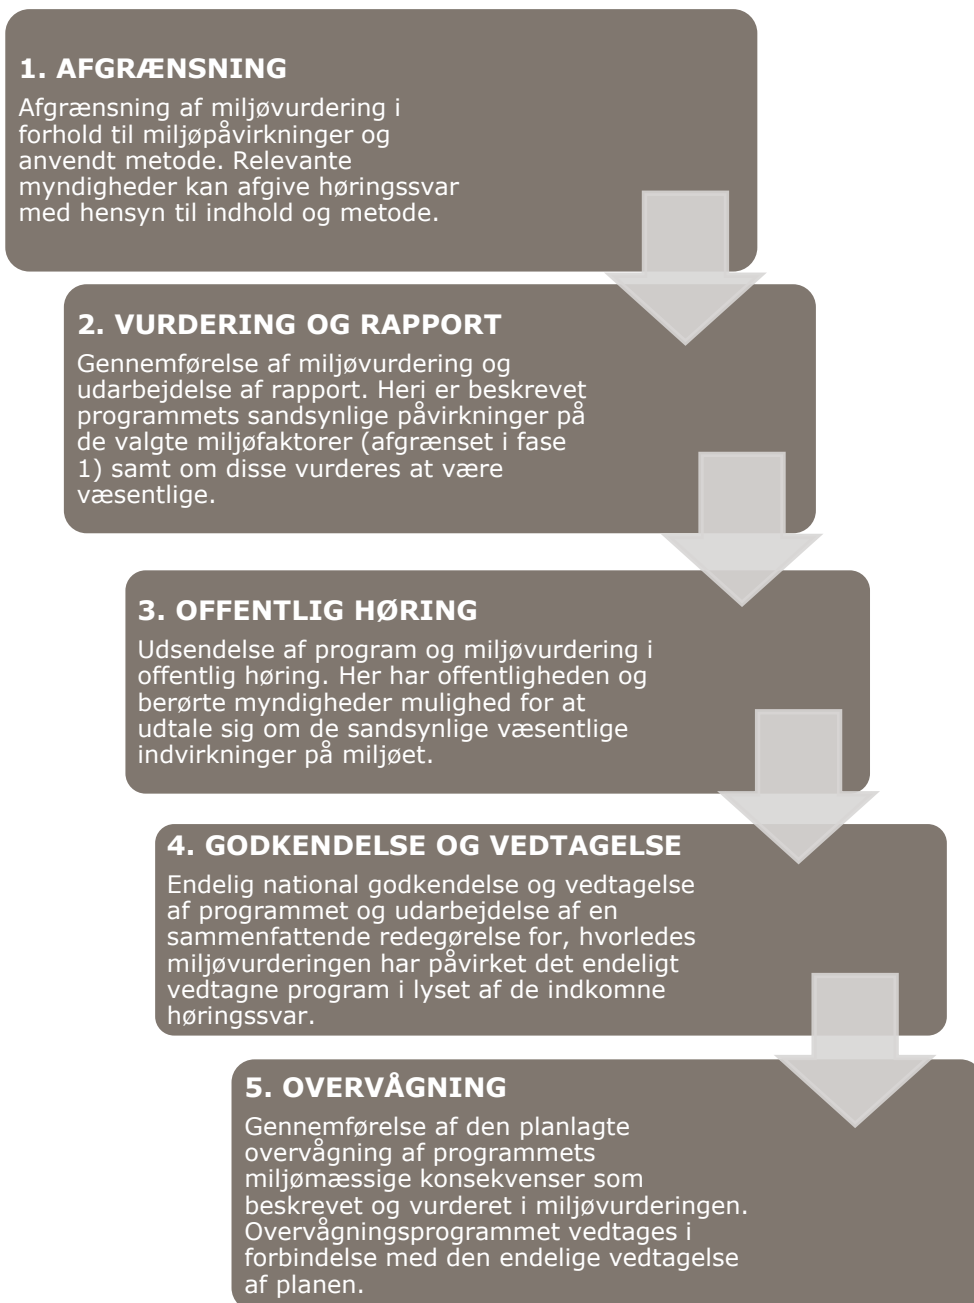 1. AFGRÆNSNING
Afgrænsning af miljøvurdering i
forhold til miljøpåvirkninger og
anvendt metode. Relevante
myndigheder kan afgive høringssvar
med hensyn til indhold og metode.
2. VURDERING OG RAPPORT
Gennemførelse af miljøvurdering og
udarbejdelse af rapport. Heri er beskrevet
programmets sandsynlige påvirkninger på
de valgte miljøfaktorer (afgrænset i fase
1) samt om disse vurderes at være
væsentlige.
3. OFFENTLIG HØRING
Udsendelse af program og miljøvurdering i
offentlig høring. Her har offentligheden og
berørte myndigheder mulighed for at
udtale sig om de sandsynlige væsentlige
indvirkninger på miljøet.
4. GODKENDELSE OG VEDTAGELSE
Endelig national godkendelse og vedtagelse
af programmet og udarbejdelse af en
sammenfattende redegørelse for, hvorledes
miljøvurderingen har påvirket det endeligt
vedtagne program i lyset af de indkomne
høringssvar.
5. OVERVÅGNING
Gennemførelse af den planlagte
overvågning af programmets
miljømæssige konsekvenser som
beskrevet og vurderet i miljøvurderingen.
Overvågningsprogrammet vedtages i
forbindelse med den endelige vedtagelse
af planen.